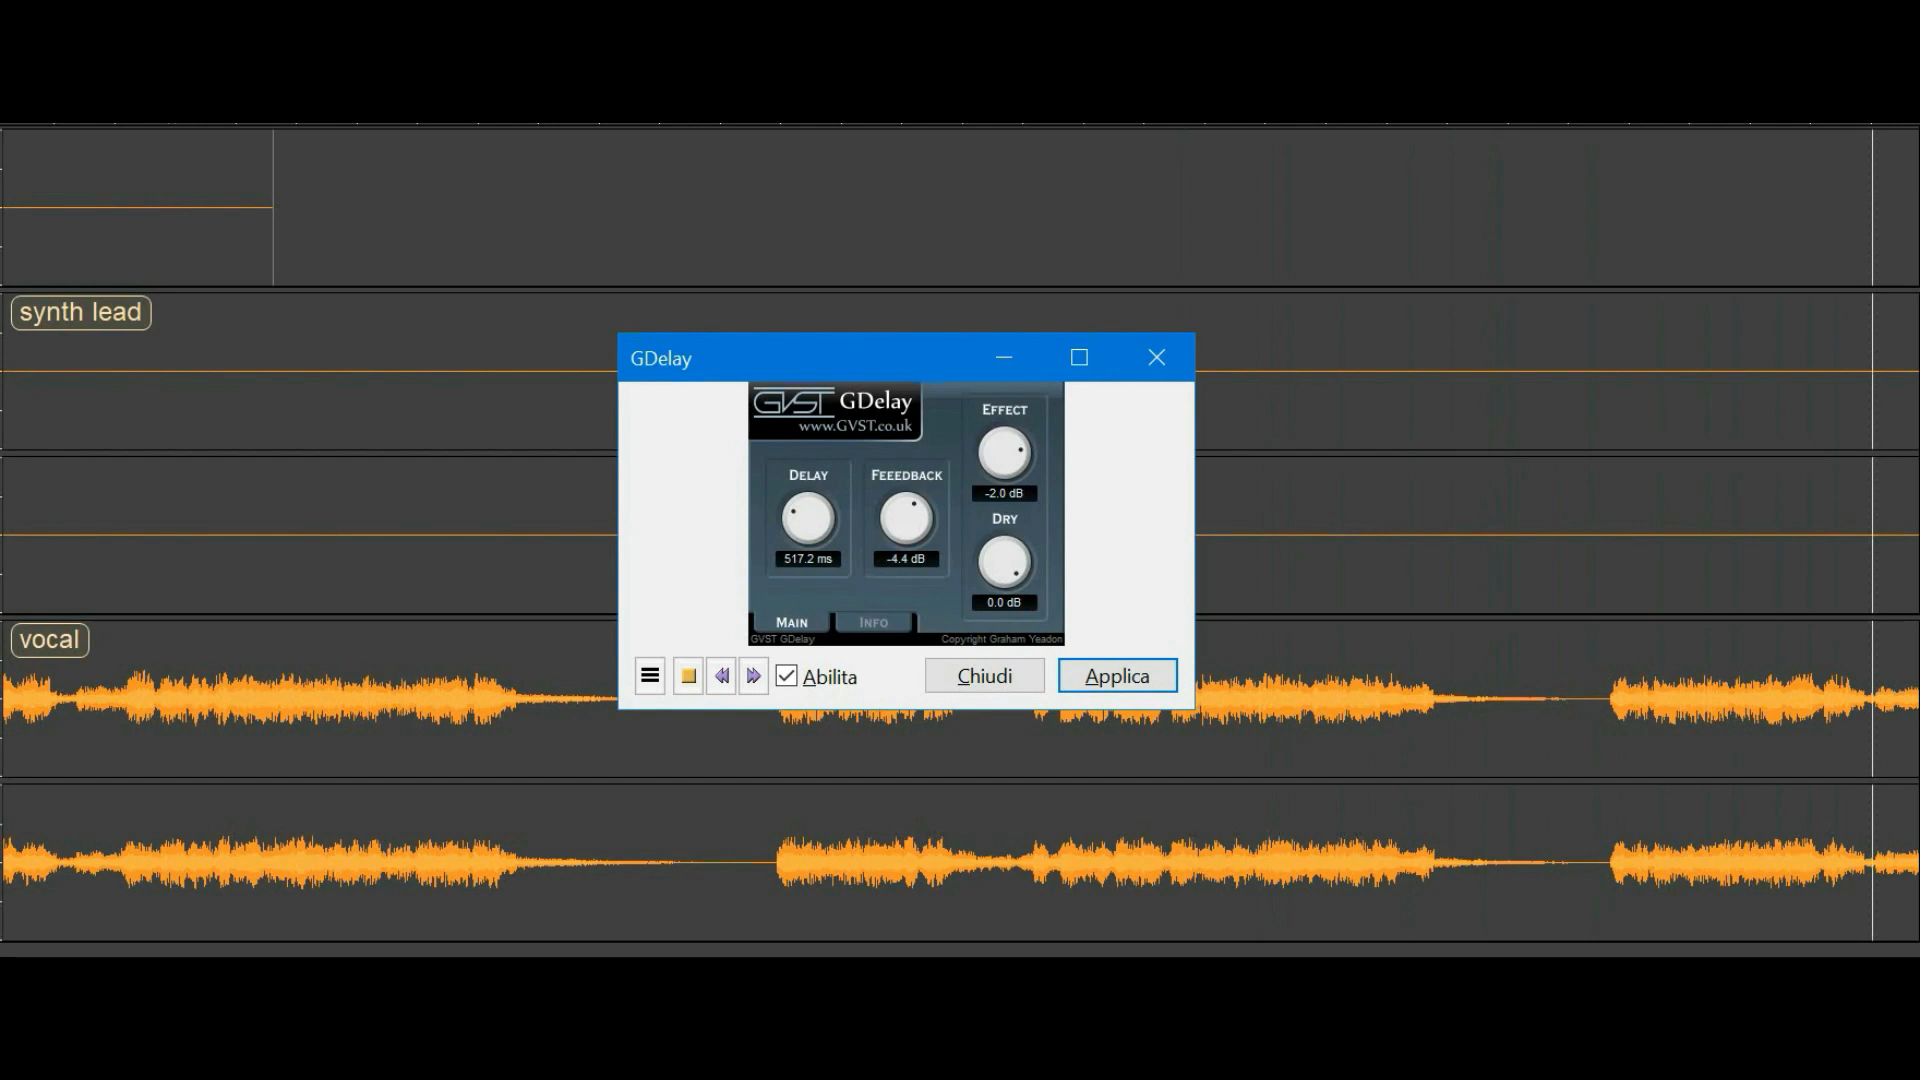 synth lead
GDelay
GVST GDelay
www.GVST.co.uk
EFFECT
-2.0 dB
DELAY
FEEEDBACK
517.2 ms
-4.4 dB
DRY
0.0 dB
MAIN
INFO
GVST GDelay
Copyright Graham Yeadon
vocal
Abilita
Chiudi
Applica